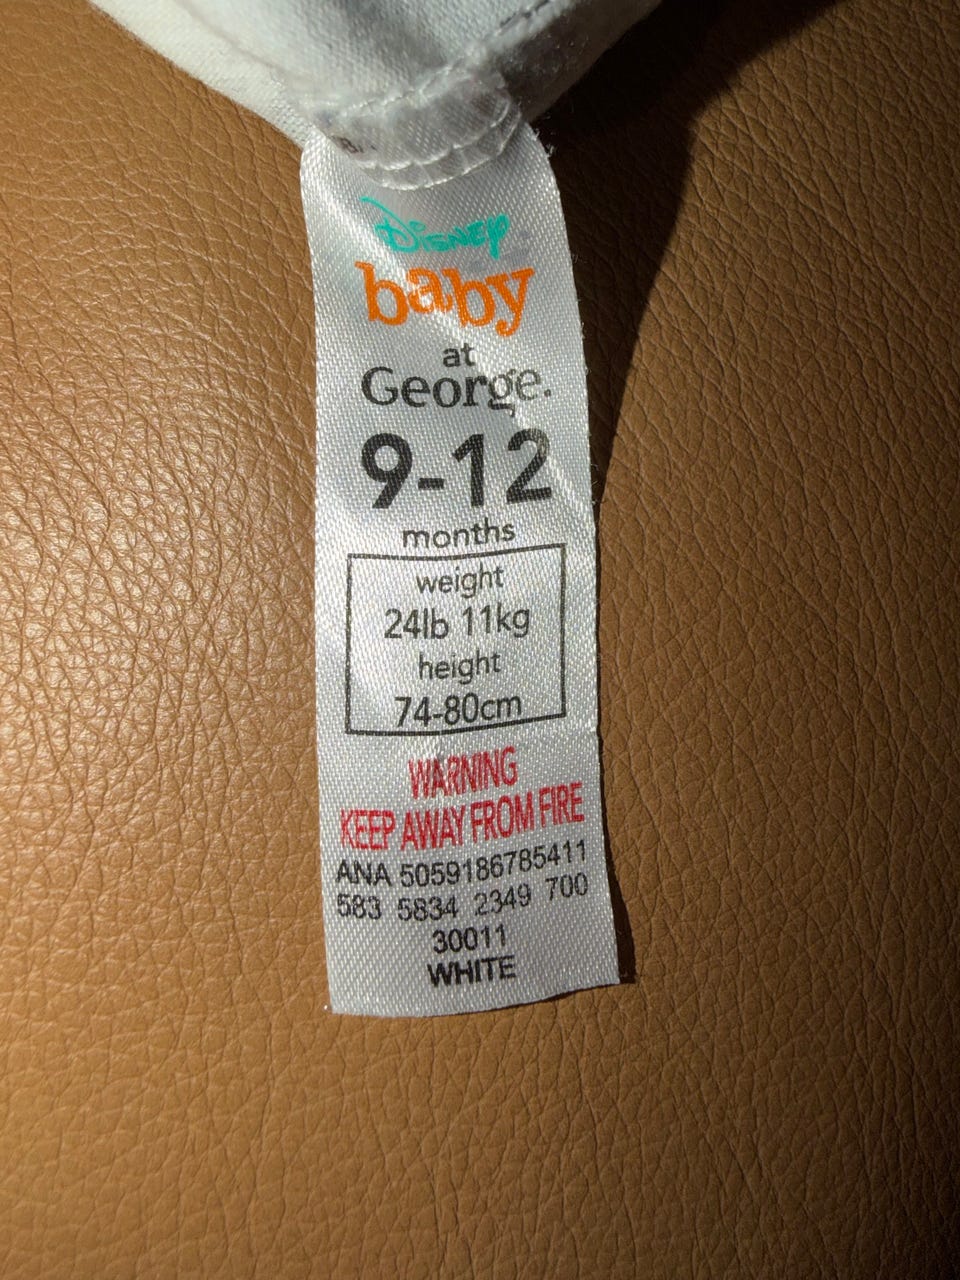 Disney
baby
at
George.
9-12
months
weight
24lb 11kg
height
74-80cm
WARNING
KEEP AWAY FROM FIRE
ANA 5059186785411
583 5834 2349 700
30011
WHITE